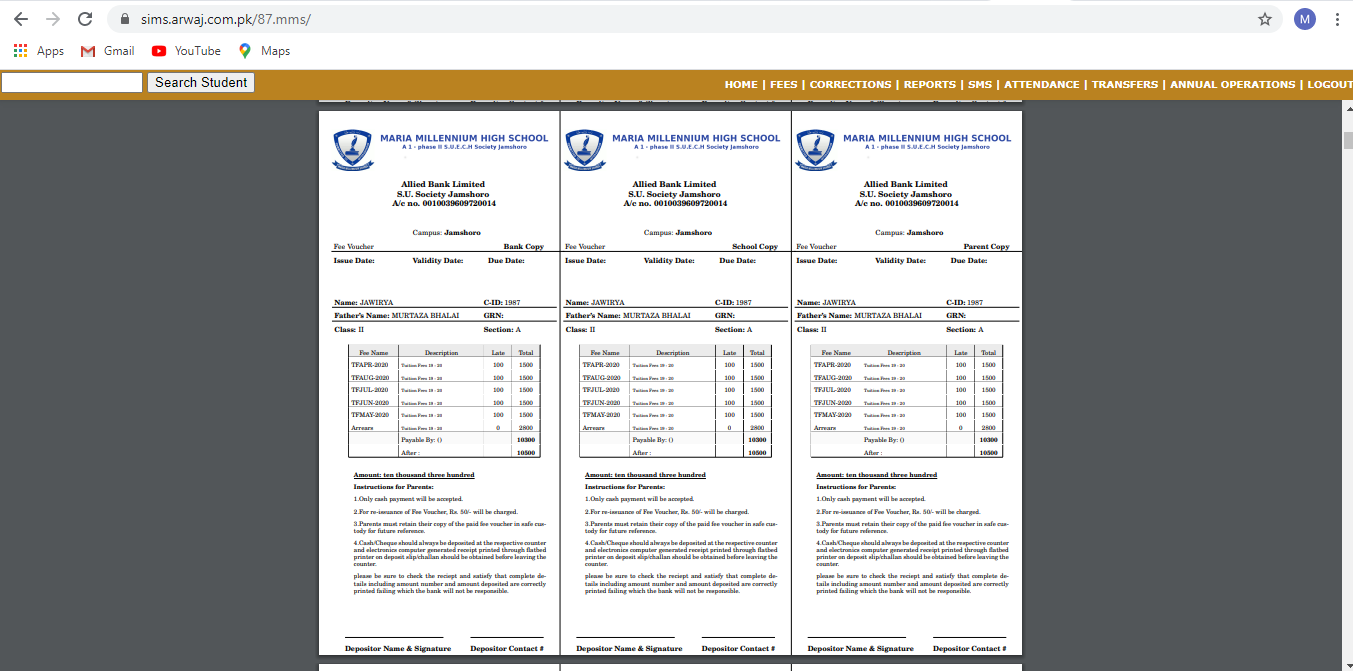 sims.arwaj.com.pk/87.mms/
M
Apps Gmail YouTube Maps
Search Student
HOME | FEES | CORRECTIONS | REPORTS | SMS | ATTENDANCE | TRANSFERS | ANNUAL OPERATIONS | LOGOUT
MARIA MILLENNIUM HIGH SCHOOL
A 1 - phase II S.U.E.C.H Society Jamshoro
Allied Bank Limited
S.U. Society Jamshoro
A/c no. 0010039609720014
Campus: Jamshoro
Fee Voucher Bank Copy
Issue Date: Validity Date: Due Date:
Name: JAWIRYA C-ID: 1987
Father's Name: MURTAZA BHALAI GRN:
Class: II Section: A
Fee Name Description Late Total
TFAPR-2020 Tuition Fees 19 - 20 100 1500
TFAUG-2020 Tuition Fees 19 - 20 100 1500
TFJUL-2020 Tuition Fees 19 - 20 100 1500
TFJUN-2020 Tuition Fees 19 - 20 100 1500
TFMAY-2020 Tuition Fees 19 - 20 100 1500
Arrears Tuition Fees 19 - 20 0 2800
Payable By: () 10300
After : 10500
Amount: ten thousand three hundred
Instructions for Parents:
1.Only cash payment will be accepted.
2.For re-issuance of Fee Voucher, Rs. 50/- will be charged.
3.Parents must retain their copy of the paid fee voucher in safe cus-
tody for future reference.
4.Cash/Cheque should always be deposited at the respective counter
and electronics computer generated receipt printed through flatbed
printer on deposit slip/challan should be obtained before leaving the
counter.
please be sure to check the reciept and satisfy that complete de-
tails including amount number and amount deposited are correctly
printed failing which the bank will not be responsible.
Depositor Name & Signature Depositor Contact #
MARIA MILLENNIUM HIGH SCHOOL
A 1 - phase II S.U.E.C.H Society Jamshoro
Allied Bank Limited
S.U. Society Jamshoro
A/c no. 0010039609720014
Campus: Jamshoro
Fee Voucher School Copy
Issue Date: Validity Date: Due Date:
Name: JAWIRYA C-ID: 1987
Father's Name: MURTAZA BHALAI GRN:
Class: II Section: A
Fee Name Description Late Total
TFAPR-2020 Tuition Fees 19 - 20 100 1500
TFAUG-2020 Tuition Fees 19 - 20 100 1500
TFJUL-2020 Tuition Fees 19 - 20 100 1500
TFJUN-2020 Tuition Fees 19 - 20 100 1500
TFMAY-2020 Tuition Fees 19 - 20 100 1500
Arrears Tuition Fees 19 - 20 0 2800
Payable By: () 10300
After : 10500
Amount: ten thousand three hundred
Instructions for Parents:
1.Only cash payment will be accepted.
2.For re-issuance of Fee Voucher, Rs. 50/- will be charged.
3.Parents must retain their copy of the paid fee voucher in safe cus-
tody for future reference.
4.Cash/Cheque should always be deposited at the respective counter
and electronics computer generated receipt printed through flatbed
printer on deposit slip/challan should be obtained before leaving the
counter.
please be sure to check the reciept and satisfy that complete de-
tails including amount number and amount deposited are correctly
printed failing which the bank will not be responsible.
Depositor Name & Signature Depositor Contact #
MARIA MILLENNIUM HIGH SCHOOL
A 1 - phase II S.U.E.C.H Society Jamshoro
Allied Bank Limited
S.U. Society Jamshoro
A/c no. 0010039609720014
Campus: Jamshoro
Fee Voucher Parent Copy
Issue Date: Validity Date: Due Date:
Name: JAWIRYA C-ID: 1987
Father's Name: MURTAZA BHALAI GRN:
Class: II Section: A
Fee Name Description Late Total
TFAPR-2020 Tuition Fees 19 - 20 100 1500
TFAUG-2020 Tuition Fees 19 - 20 100 1500
TFJUL-2020 Tuition Fees 19 - 20 100 1500
TFJUN-2020 Tuition Fees 19 - 20 100 1500
TFMAY-2020 Tuition Fees 19 - 20 100 1500
Arrears Tuition Fees 19 - 20 0 2800
Payable By: () 10300
After : 10500
Amount: ten thousand three hundred
Instructions for Parents:
1.Only cash payment will be accepted.
2.For re-issuance of Fee Voucher, Rs. 50/- will be charged.
3.Parents must retain their copy of the paid fee voucher in safe cus-
tody for future reference.
4.Cash/Cheque should always be deposited at the respective counter
and electronics computer generated receipt printed through flatbed
printer on deposit slip/challan should be obtained before leaving the
counter.
please be sure to check the reciept and satisfy that complete de-
tails including amount number and amount deposited are correctly
printed failing which the bank will not be responsible.
Depositor Name & Signature Depositor Contact #